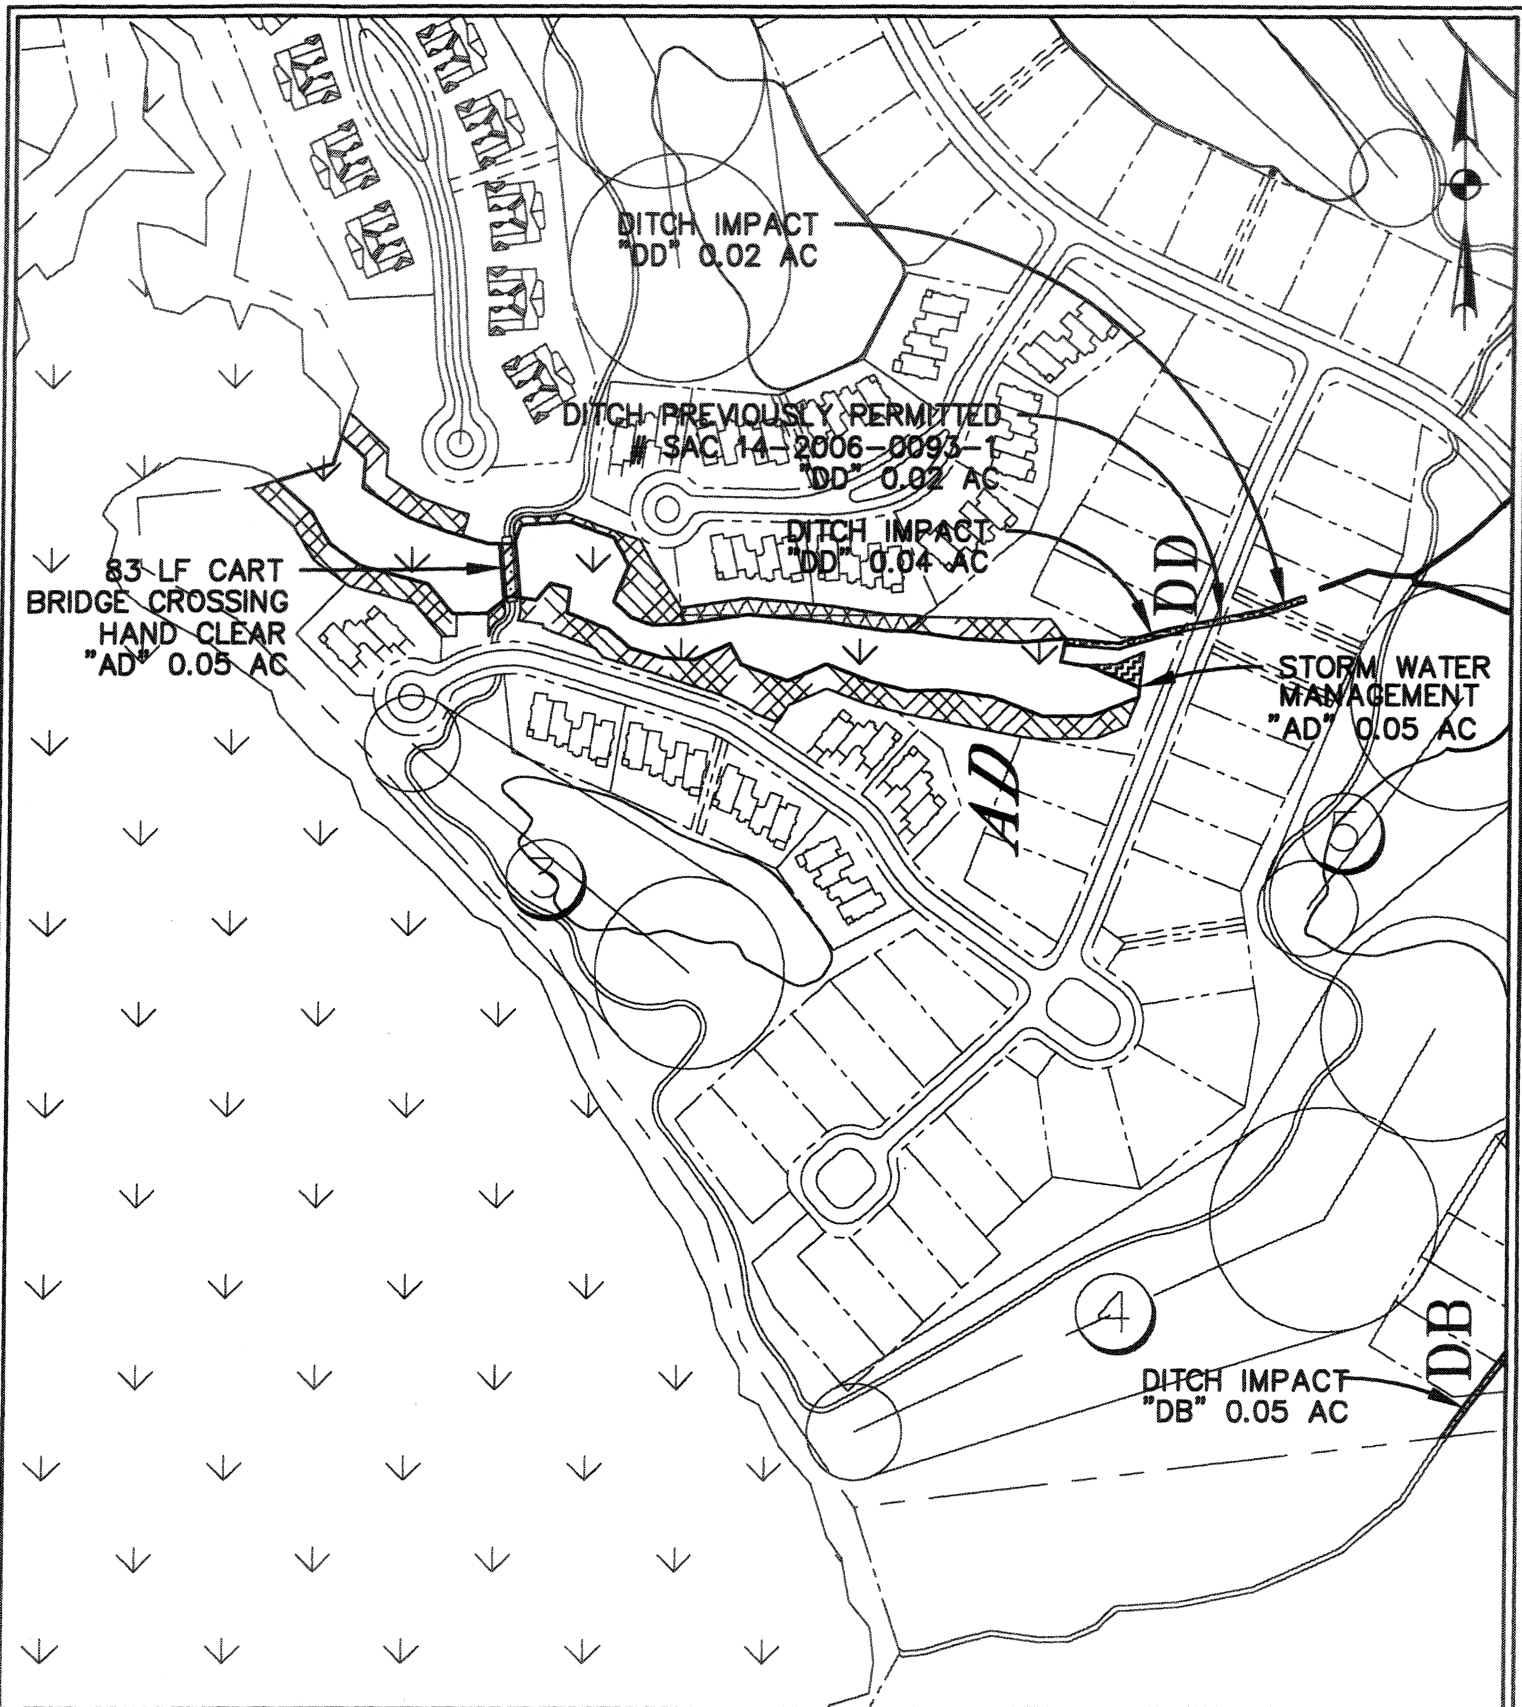 DITCH IMPACT
"DD" 0.02 AC
DITCH PREVIOUSLY PERMITTED
# SAC 14-2006-0093-1
"DD" 0.02 AC
DITCH IMPACT
"DD" 0.04 AC
DD
83 LF CART
BRIDGE CROSSING
HAND CLEAR
"AD" 0.05 AC
STORM WATER
MANAGEMENT
"AD" 0.05 AC
AD
3
5
4
DB
DITCH IMPACT
"DB" 0.05 AC